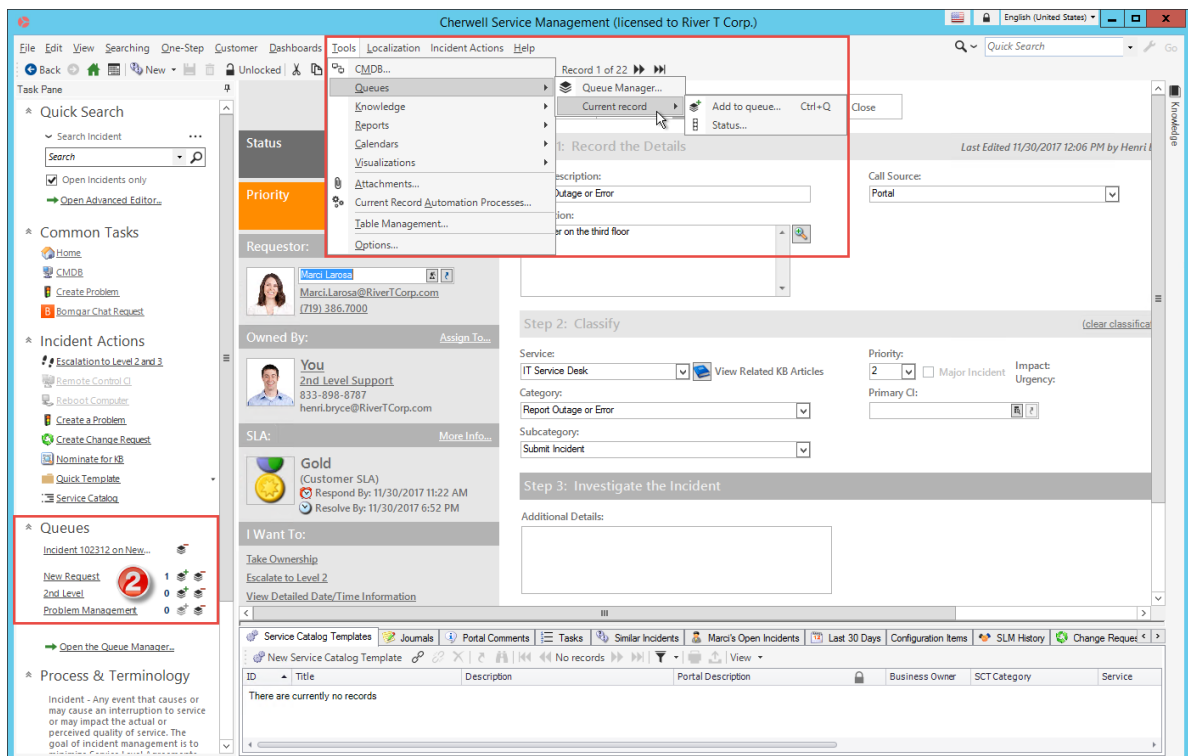 Cherwell Service Management (licensed to River T Corp.)
English (United States)
File Edit View Searching One-Step Customer Dashboards Tools Localization Incident Actions Help
Quick Search
Go
Back
New
Unlocked
Record 1 of 22
Task Pane
Quick Search
Search Incident
Search
Open Incidents only
Open Advanced Editor...
Common Tasks
Home
CMDB
Create Problem
Bomgar Chat Request
Incident Actions
Escalation to Level 2 and 3
Remote Control CI
Reboot Computer
Create a Problem
Create Change Request
Nominate for KB
Quick Template
Service Catalog
Queues
Incident 102312 on New...
New Request 1
2
2nd Level 0
Problem Management 0
Open the Queue Manager...
Process & Terminology
Incident - Any event that causes or
may cause an interruption to service
or may impact the actual or
perceived quality of service. The
goal of incident management is to
CMDB...
Queues
Knowledge
Reports
Calendars
Visualizations
Attachments...
Current Record Automation Processes...
Table Management...
Options...
Queue Manager...
Current record
Add to queue... Ctrl+Q
Status...
Close
Knowledge
Status
Priority
Requestor:
Marci Larosa
Marci.Larosa@RiverTCorp.com
(719) 386.7000
Owned By: Assign To...
You
2nd Level Support
833-898-8787
henri.bryce@RiverTCorp.com
SLA: More Info...
Gold
(Customer SLA)
Respond By: 11/30/2017 11:22 AM
Resolve By: 11/30/2017 6:52 PM
I Want To:
Take Ownership
Escalate to Level 2
View Detailed Date/Time Information
1: Record the Details
Last Edited 11/30/2017 12:06 PM by Henri
Call Source:
Portal
Outage or Error
on the third floor
Step 2: Classify
(clear classificat
Service:
IT Service Desk
View Related KB Articles
Category:
Report Outage or Error
Subcategory:
Submit Incident
Priority:
2
Major Incident
Impact:
Urgency:
Primary CI:
Step 3: Investigate the Incident
Additional Details:
Service Catalog Templates Journals Portal Comments Tasks Similar Incidents Marci's Open Incidents Last 30 Days Configuration Items SLM History Change Reques
New Service Catalog Template
No records
View
ID Title Description Portal Description Business Owner SCT Category Service
There are currently no records